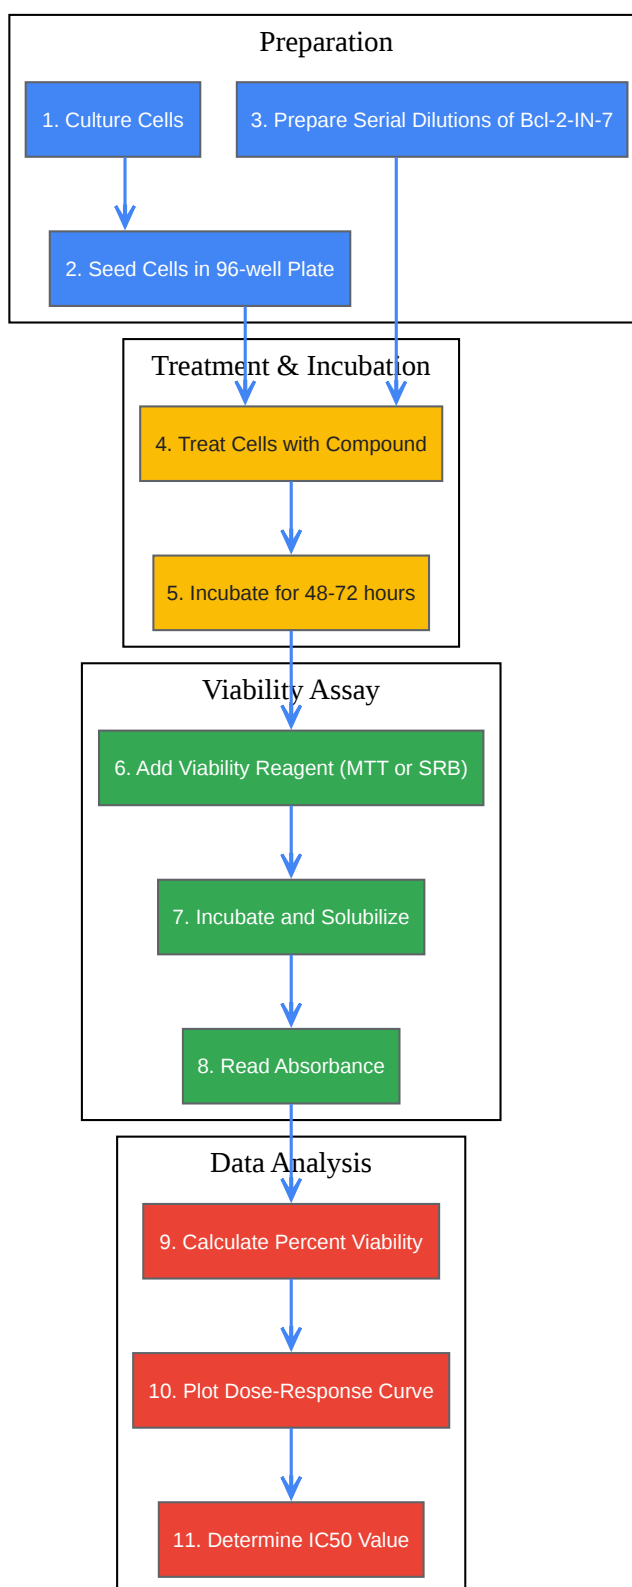 Preparation
1. Culture Cells
3. Prepare Serial Dilutions of Bcl-2-IN-7
2. Seed Cells in 96-well Plate
Treatment & Incubation
4. Treat Cells with Compound
5. Incubate for 48-72 hours
Viability Assay
6. Add Viability Reagent (MTT or SRB)
7. Incubate and Solubilize
8. Read Absorbance
Data Analysis
9. Calculate Percent Viability
10. Plot Dose-Response Curve
11. Determine IC50 Value